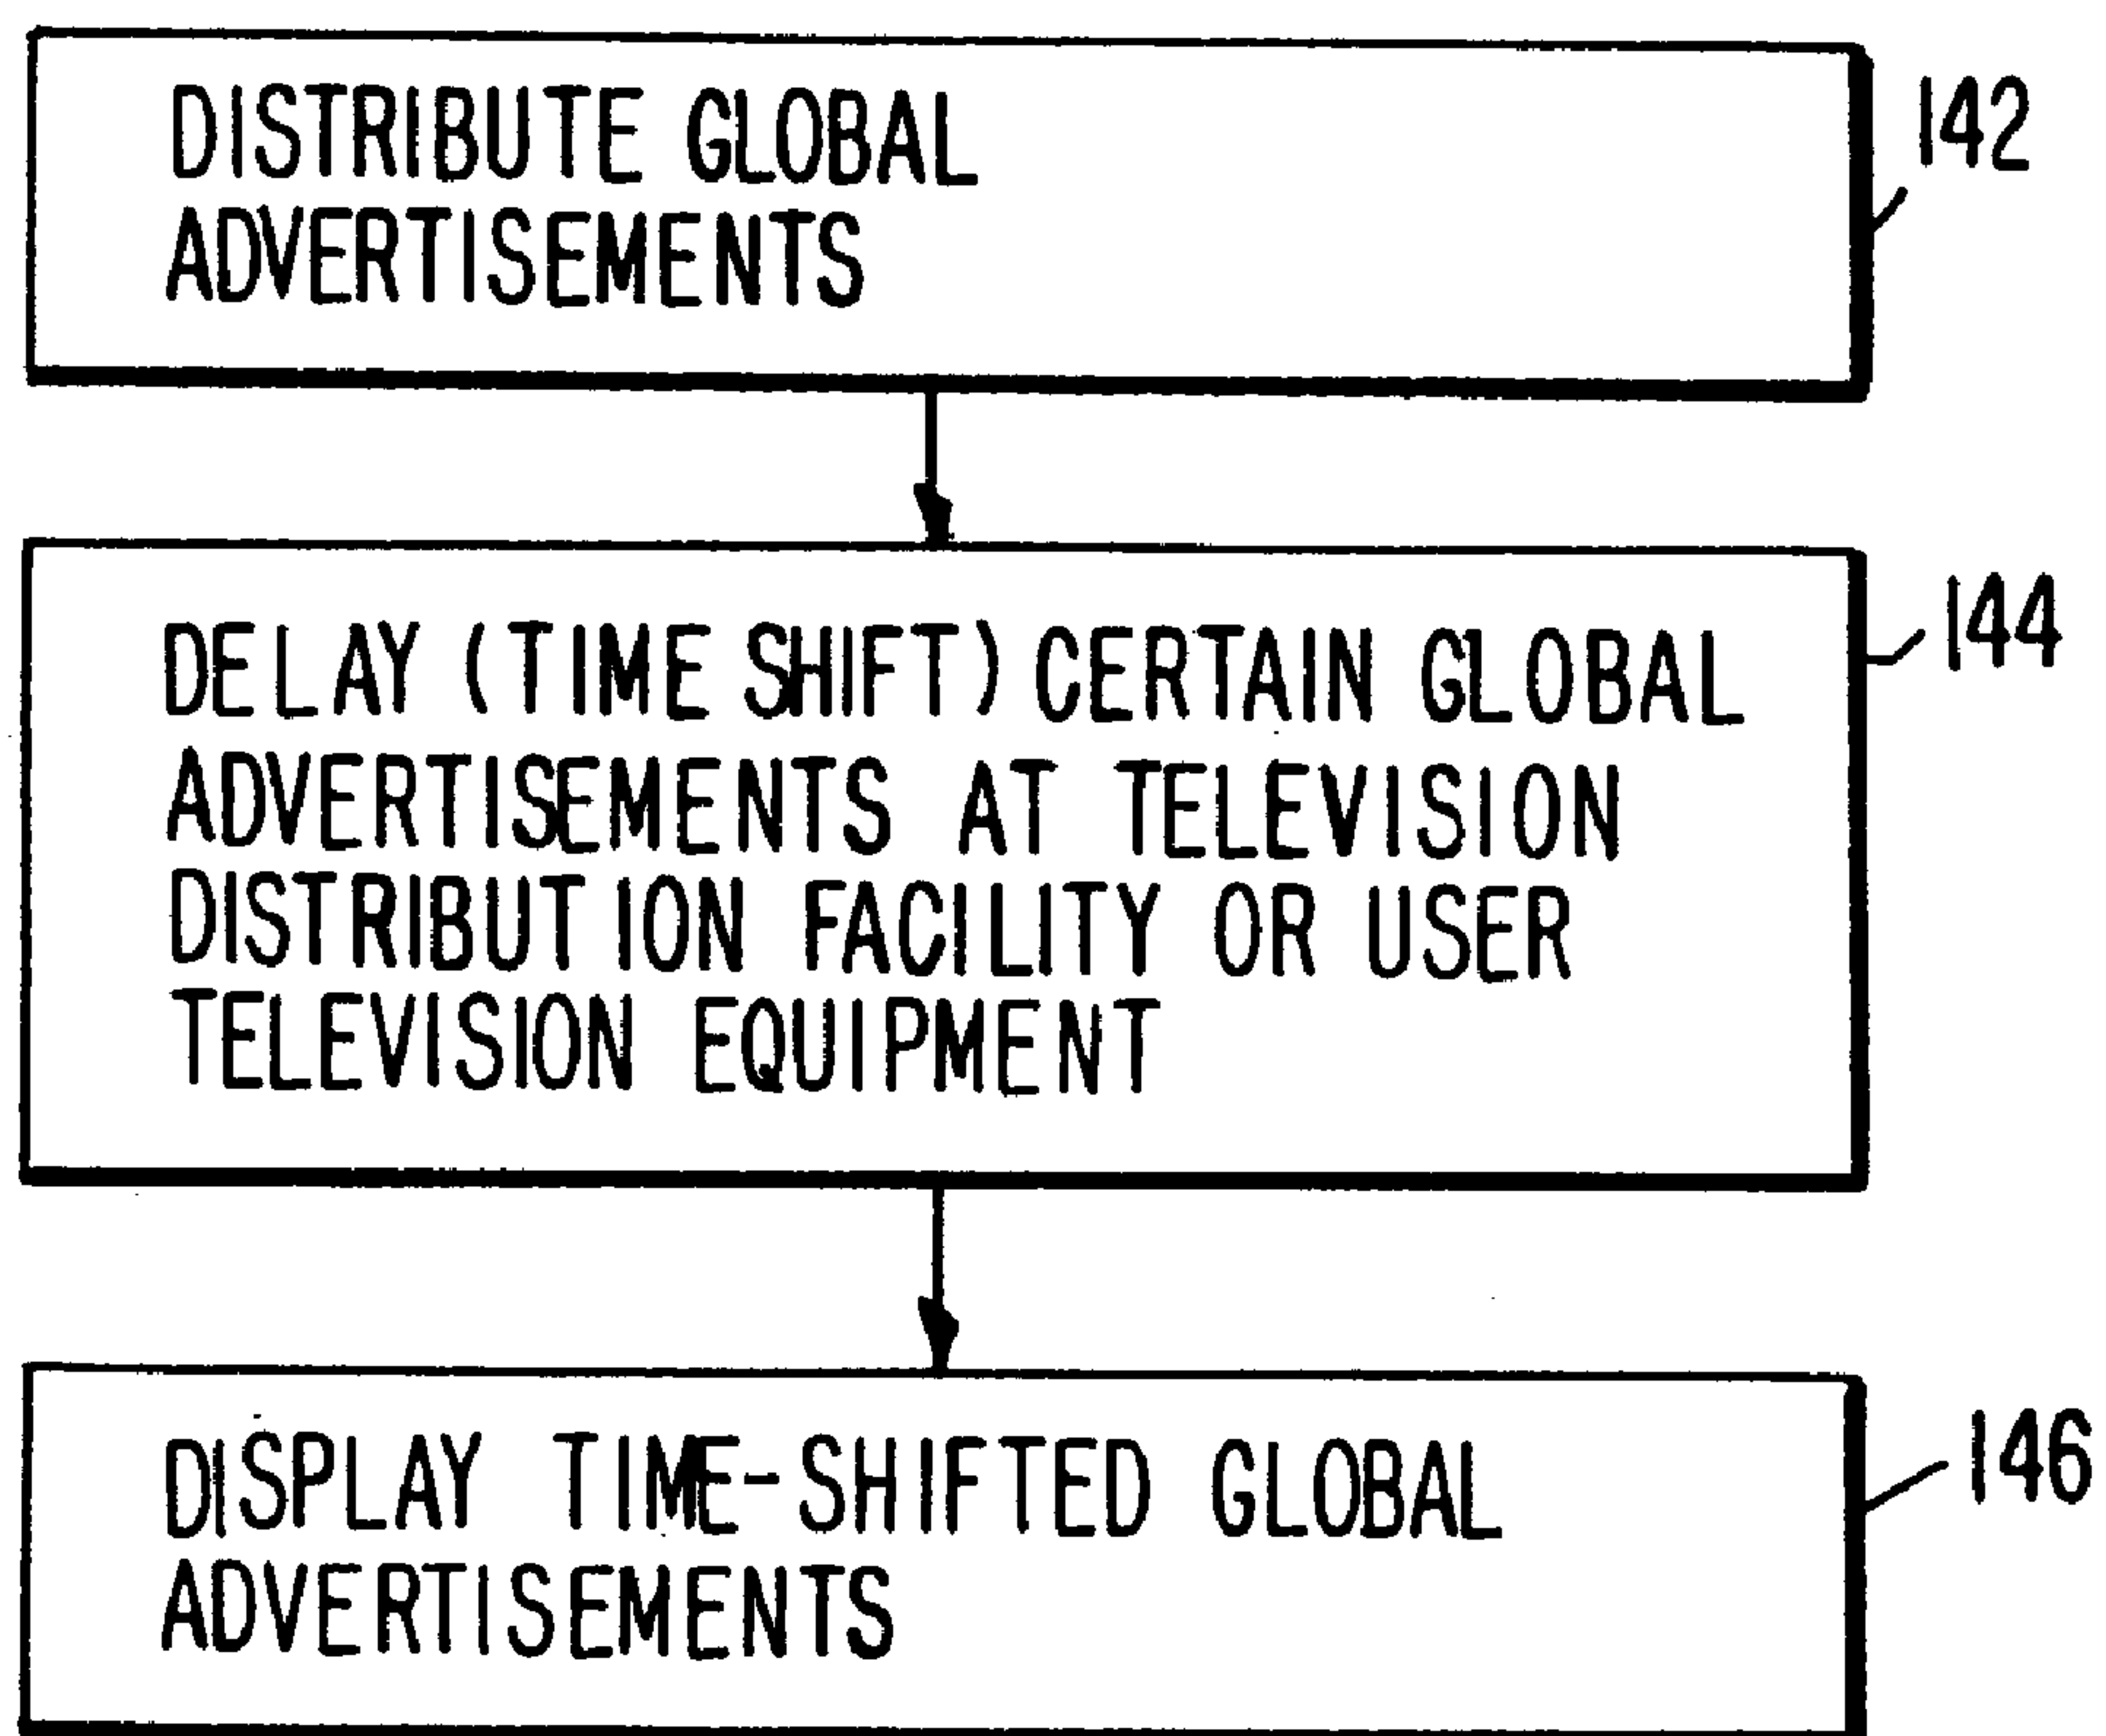 DISTRIBUTE GLOBAL
ADVERTISEMENTS
142
DELAY (TIME SHIFT) CERTAIN GLOBAL
ADVERTISEMENTS AT TELEVISION
DISTRIBUTION FACILITY OR USER
TELEVISION EQUIPMENT
144
DISPLAY TIME-SHIFTED GLOBAL
ADVERTISEMENTS
146